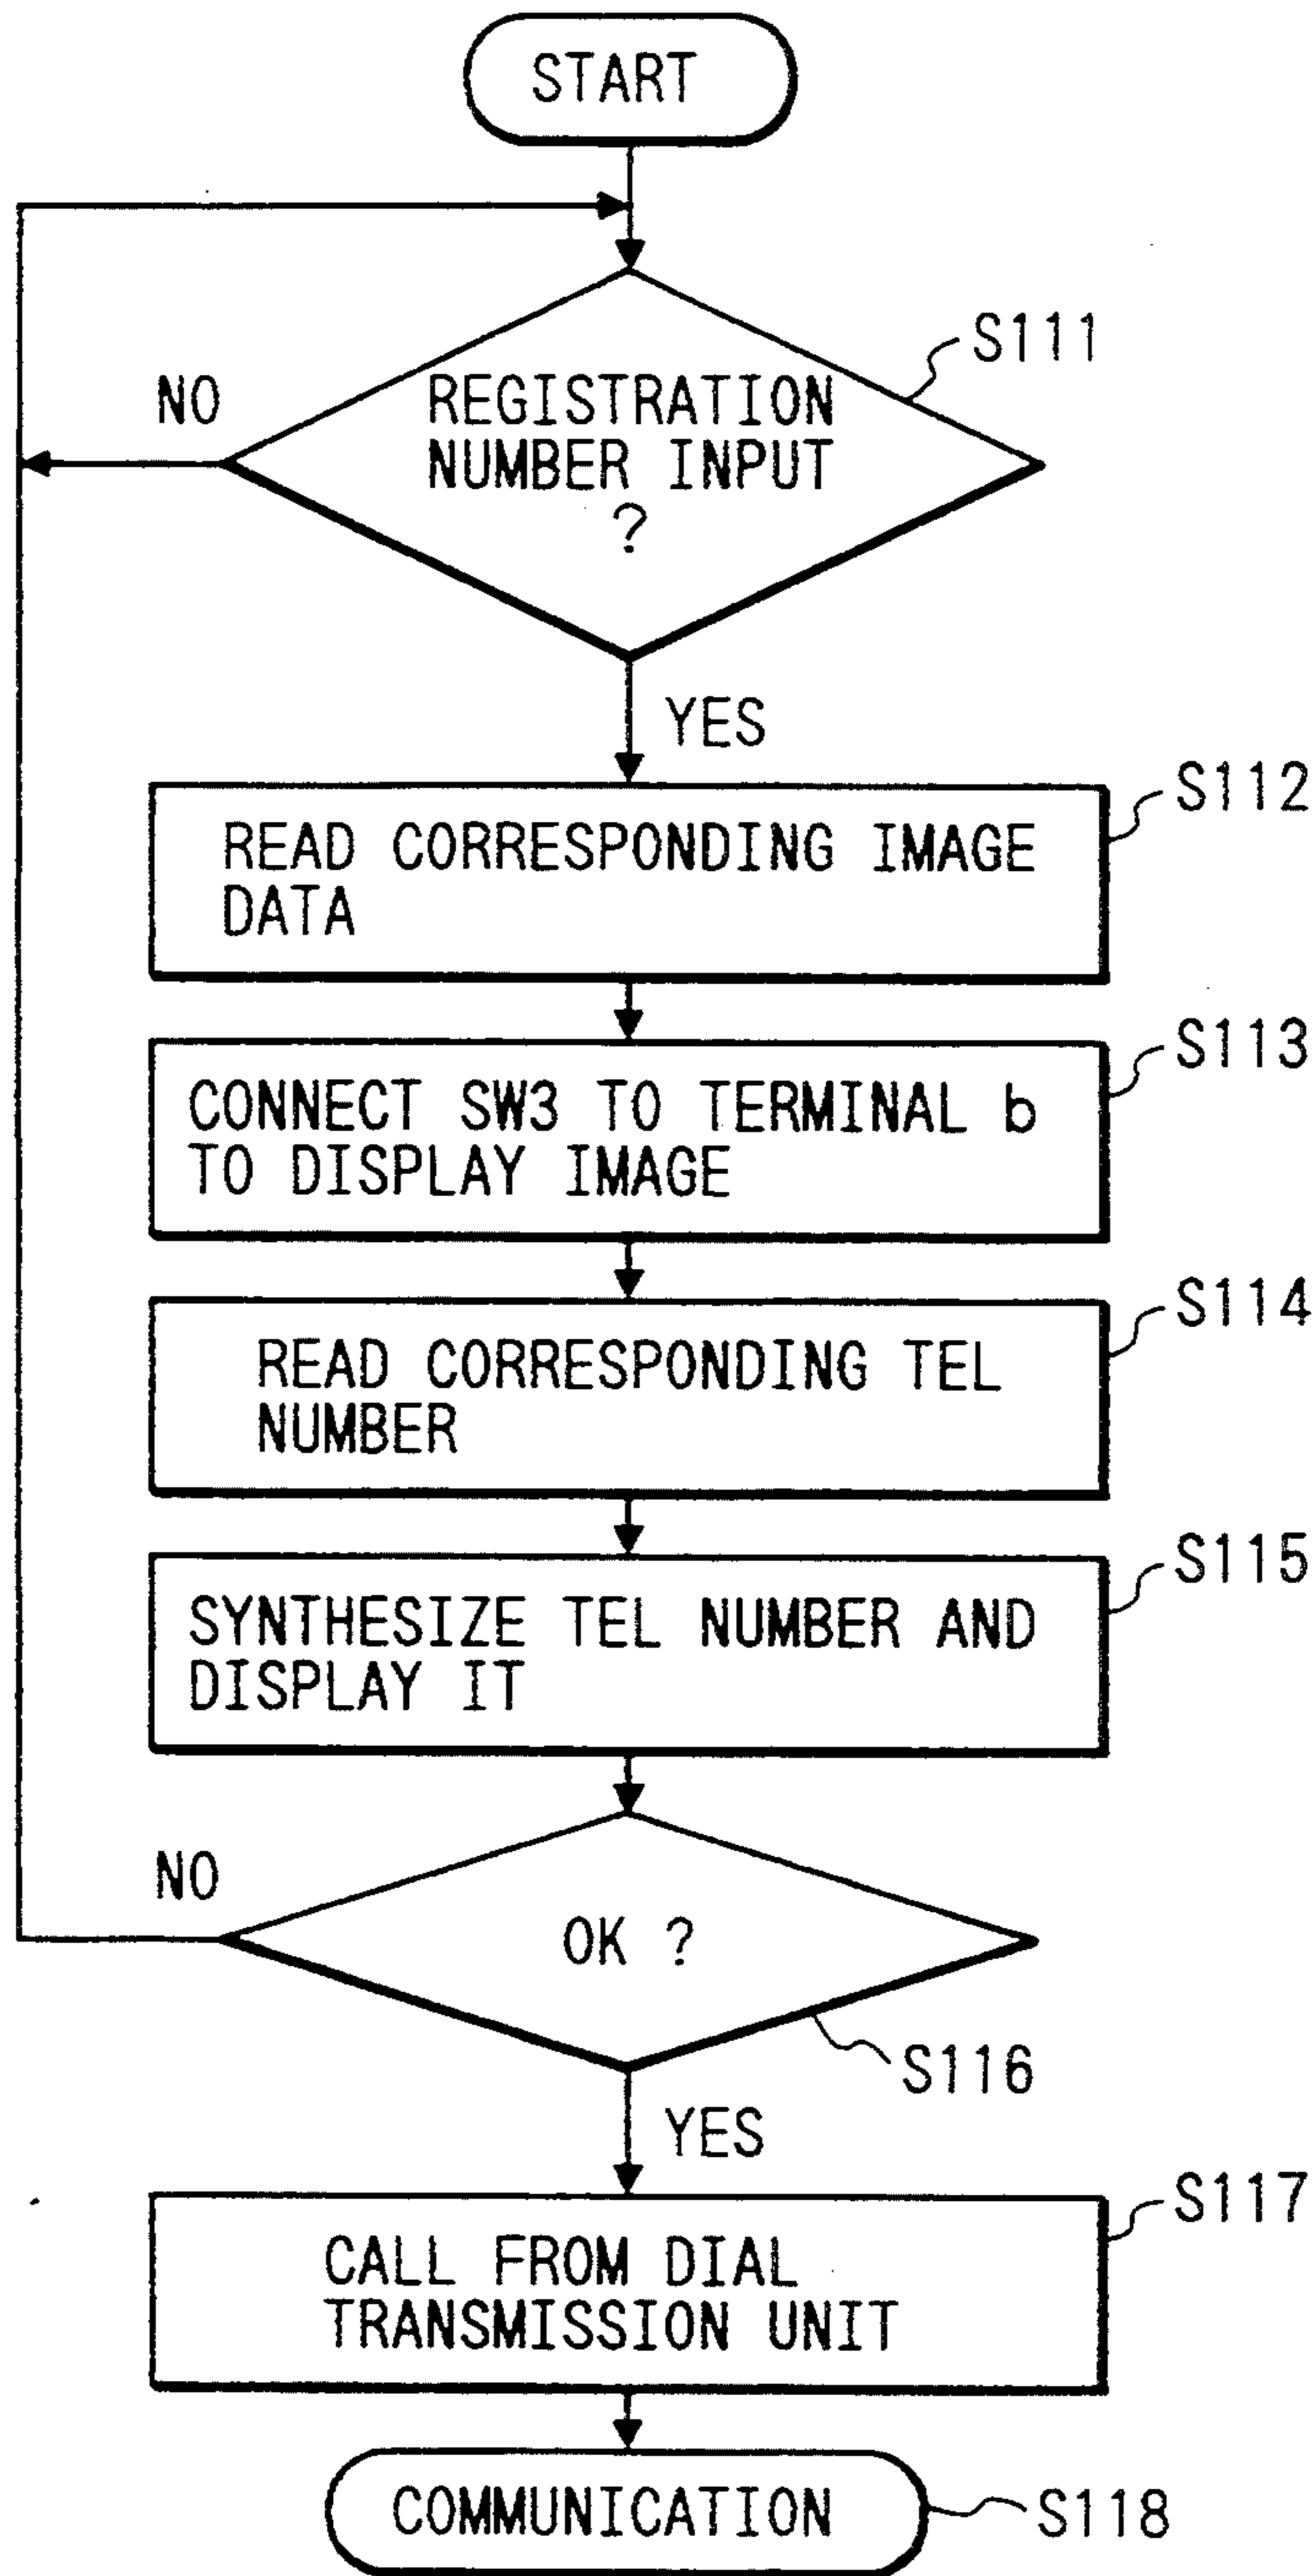 START
S111
NO
REGISTRATION
NUMBER INPUT
?
YES
S112
READ CORRESPONDING IMAGE
DATA
S113
CONNECT SW3 TO TERMINAL b
TO DISPLAY IMAGE
S114
READ CORRESPONDING TEL
NUMBER
S115
SYNTHESIZE TEL NUMBER AND
DISPLAY IT
NO
OK ?
S116
YES
S117
CALL FROM DIAL
TRANSMISSION UNIT
COMMUNICATION
S118